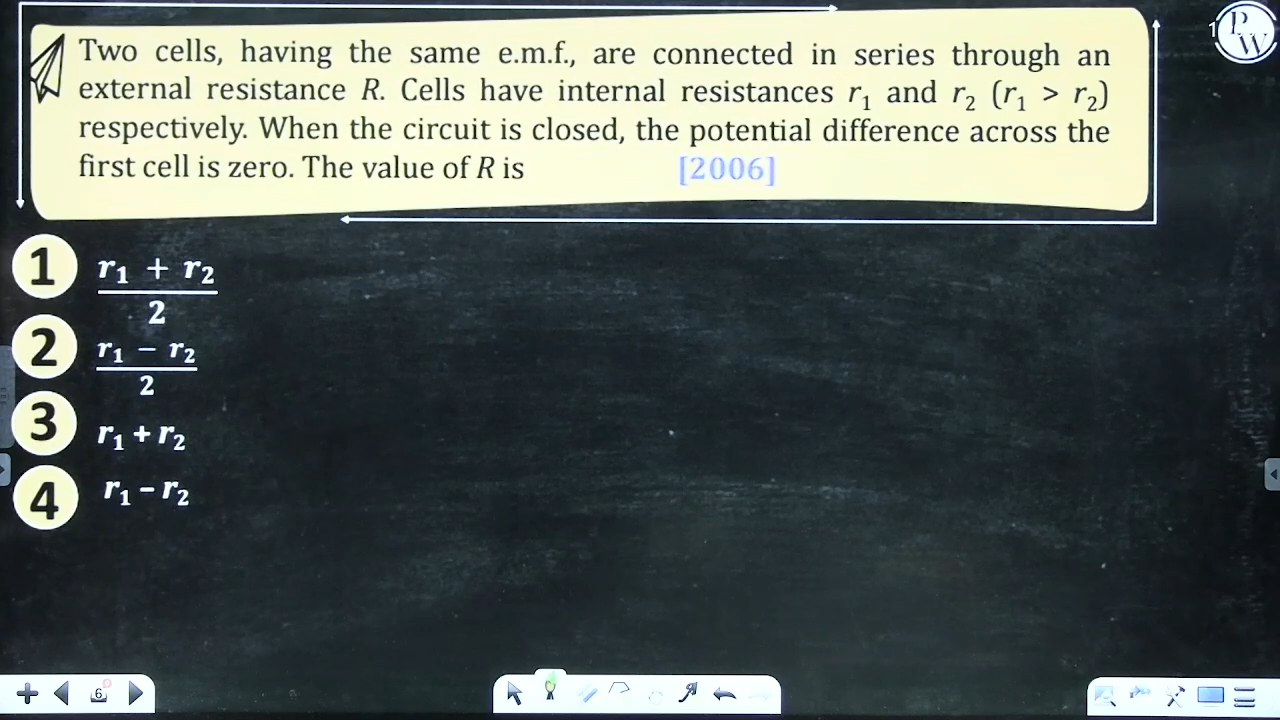 Two cells, having the same e.m.f., are connected in series through an
external resistance R. Cells have internal resistances r₁ and r₂ (r₁ > r₂)
respectively. When the circuit is closed, the potential difference across the
first cell is zero. The value of R is [2006]
1 (r₁ + r₂)/2
2 (r₁ − r₂)/2
3 r₁ + r₂
4 r₁ − r₂
PW
6